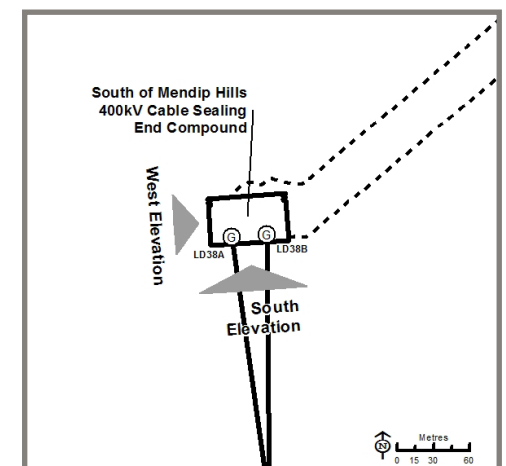 South of Mendip Hills
400kV Cable Sealing
End Compound
West Elevation
G
G
LD38A
LD38B
South
Elevation
N
Metres
0 15 30 60